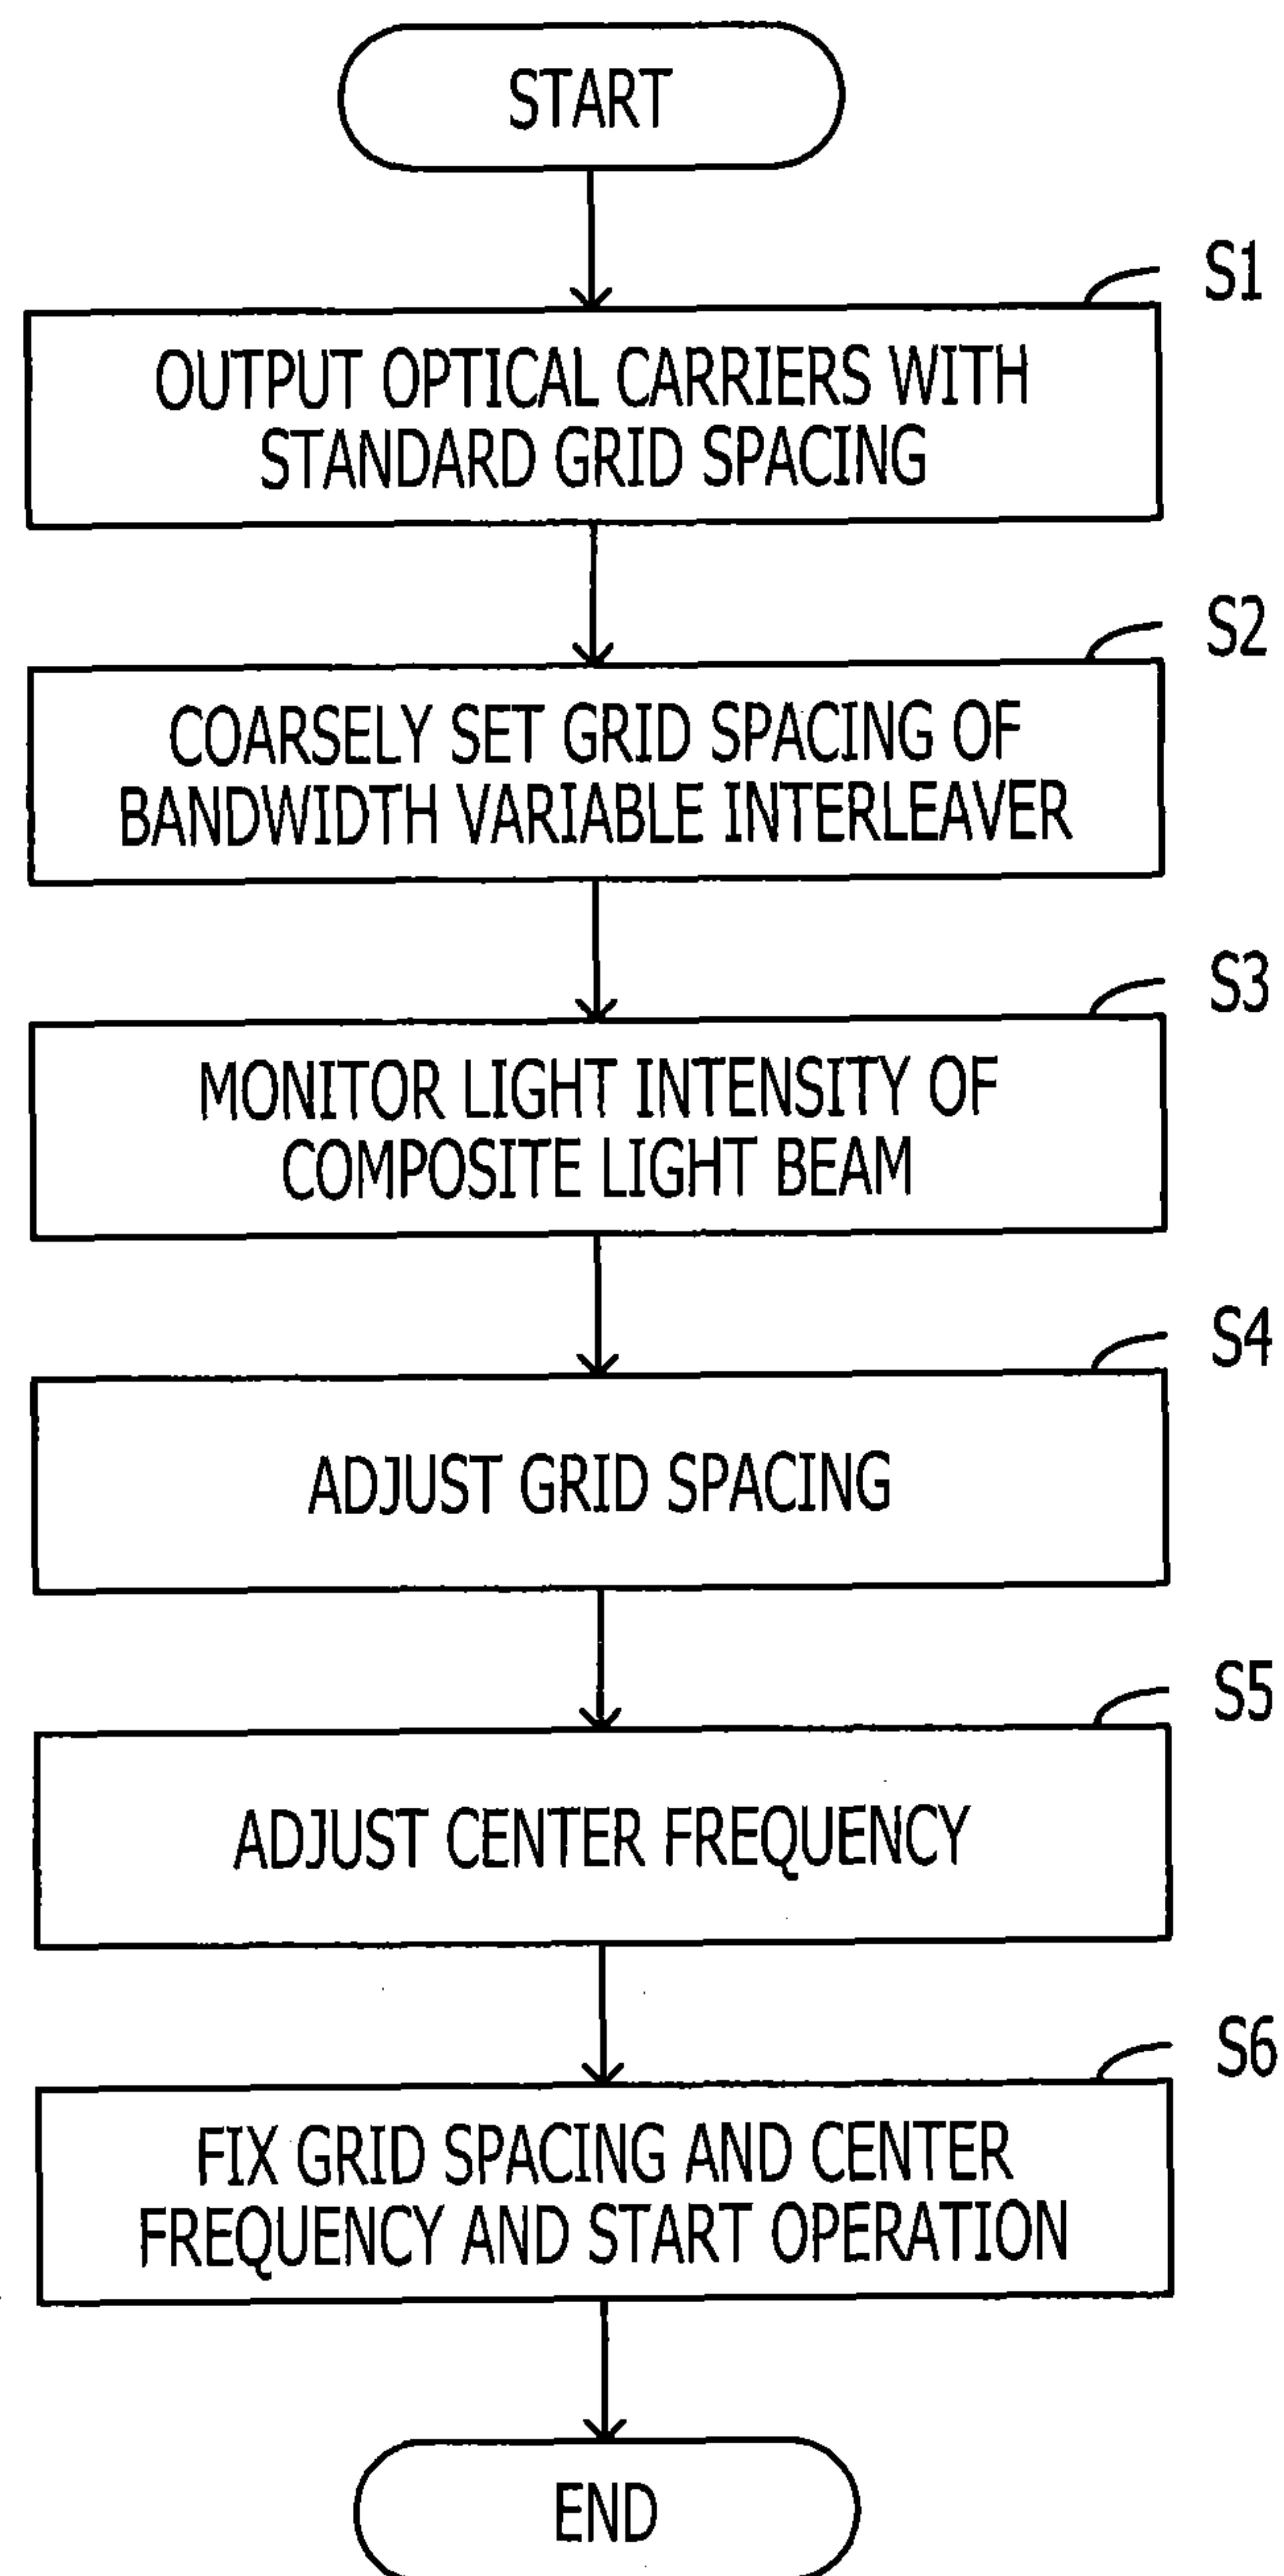 START
S1
OUTPUT OPTICAL CARRIERS WITH
STANDARD GRID SPACING
S2
COARSELY SET GRID SPACING OF
BANDWIDTH VARIABLE INTERLEAVER
S3
MONITOR LIGHT INTENSITY OF
COMPOSITE LIGHT BEAM
S4
ADJUST GRID SPACING
S5
ADJUST CENTER FREQUENCY
S6
FIX GRID SPACING AND CENTER
FREQUENCY AND START OPERATION
END